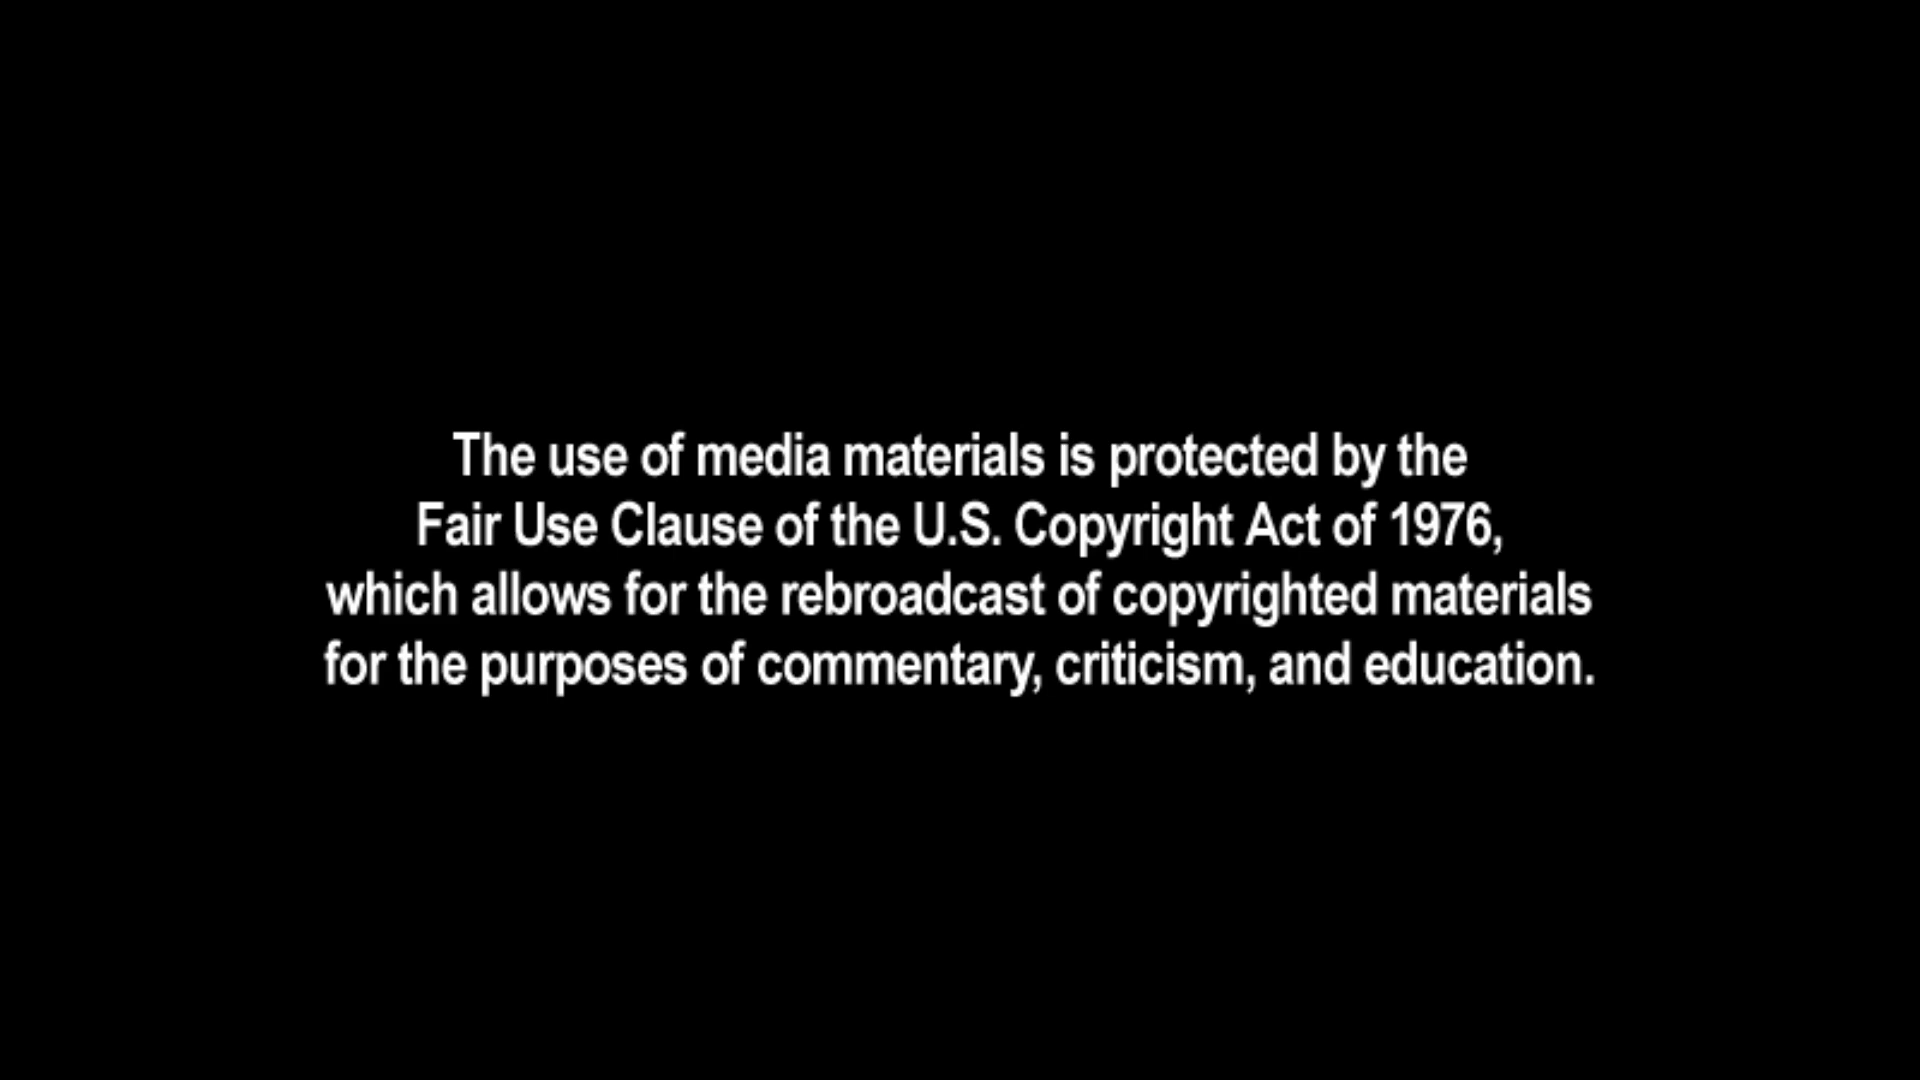 The use of media materials is protected by the
Fair Use Clause of the U.S. Copyright Act of 1976,
which allows for the rebroadcast of copyrighted materials
for the purposes of commentary, criticism, and education.